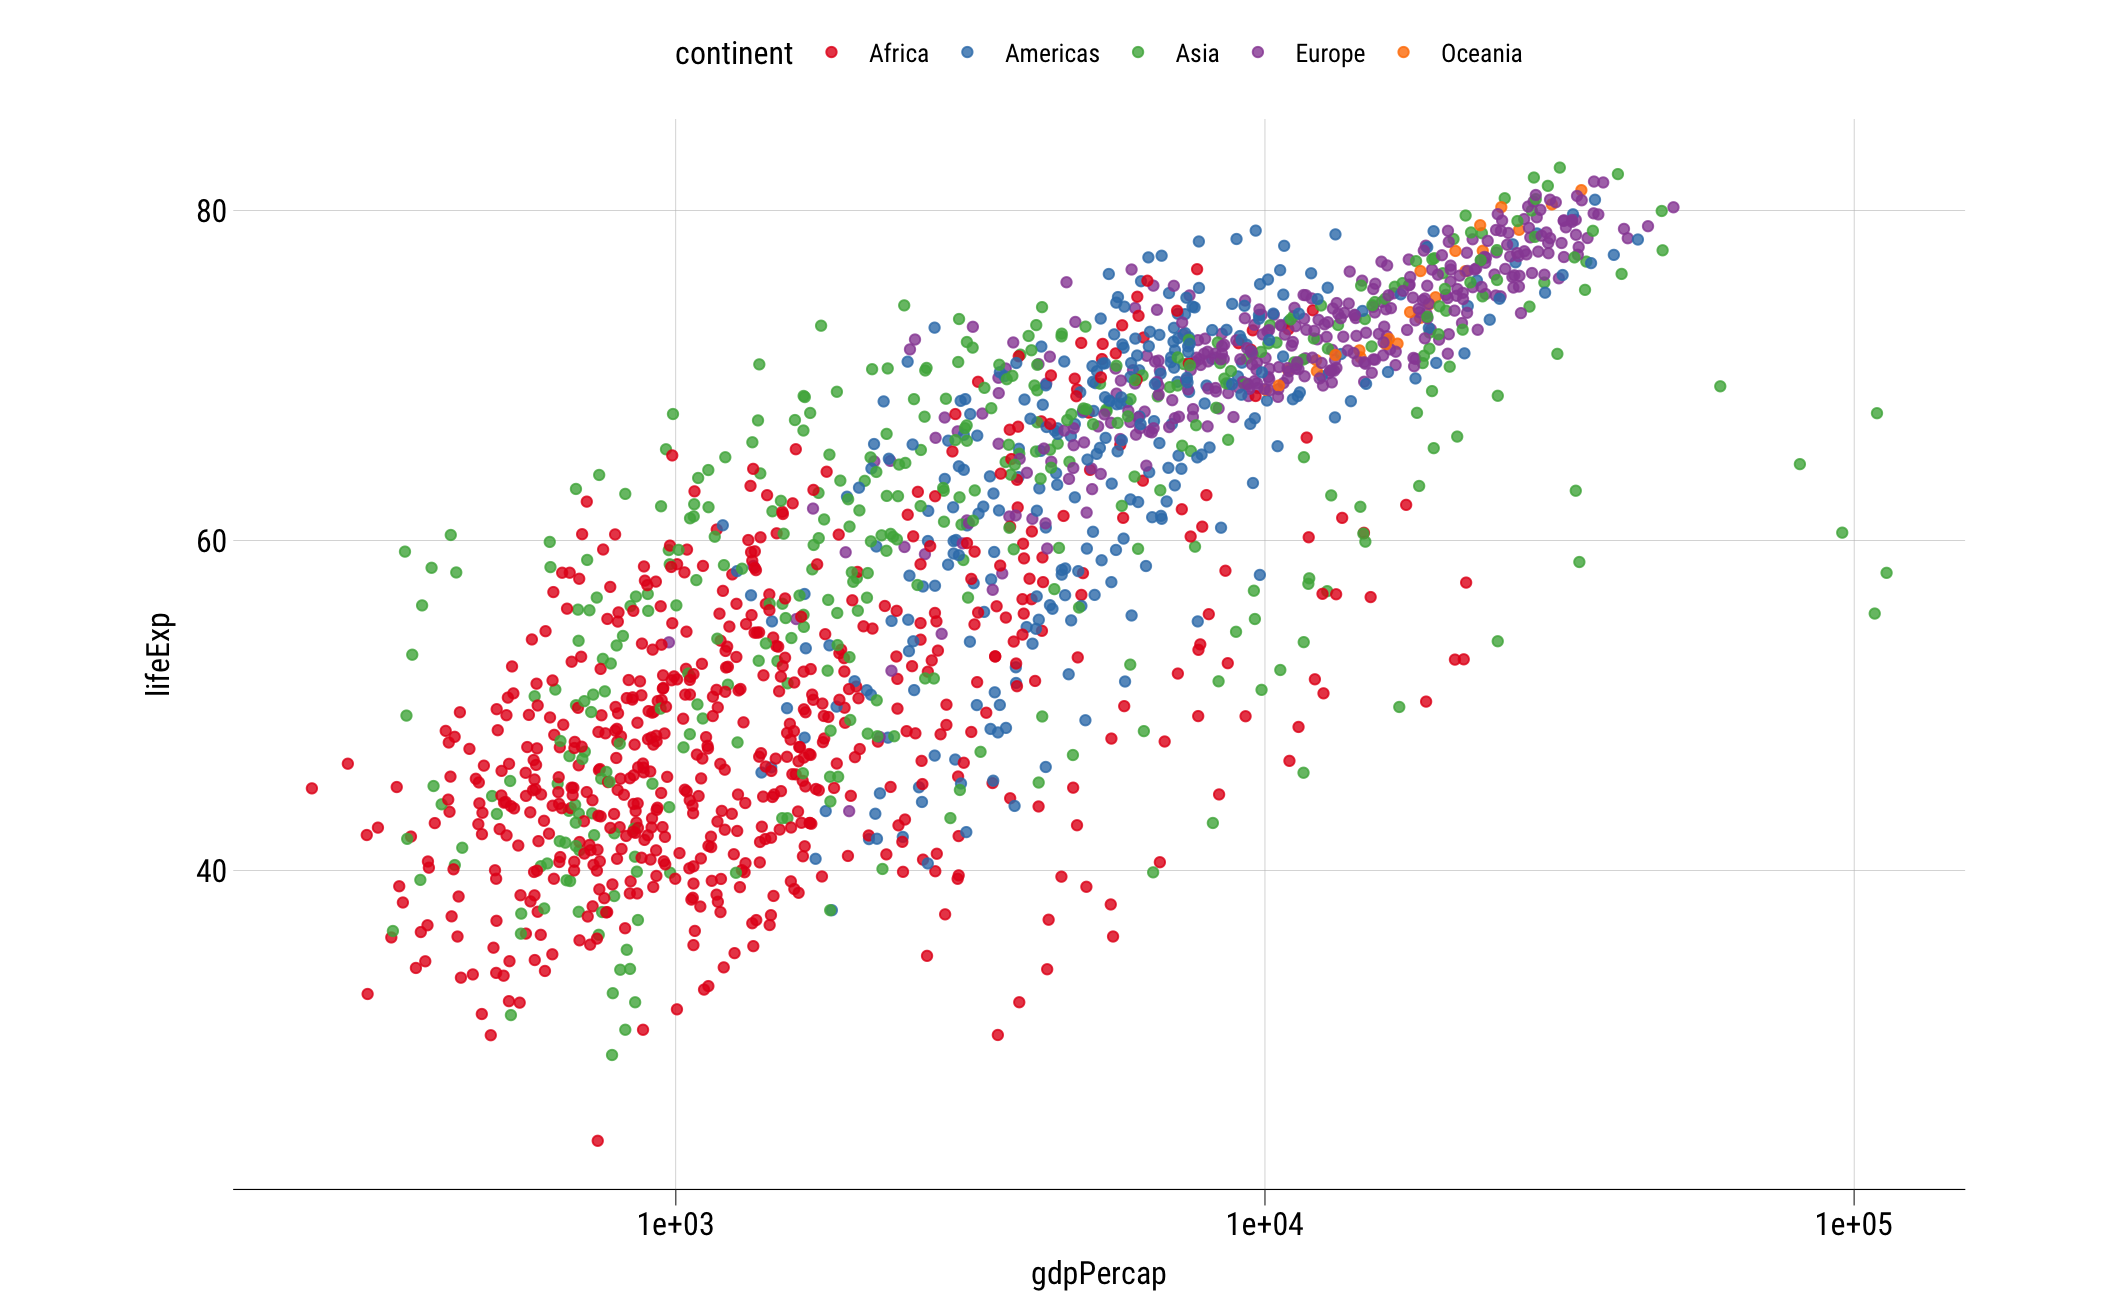 continent Africa Americas Asia Europe Oceania
80
60
40
lifeExp
1e+03 1e+04 1e+05
gdpPercap